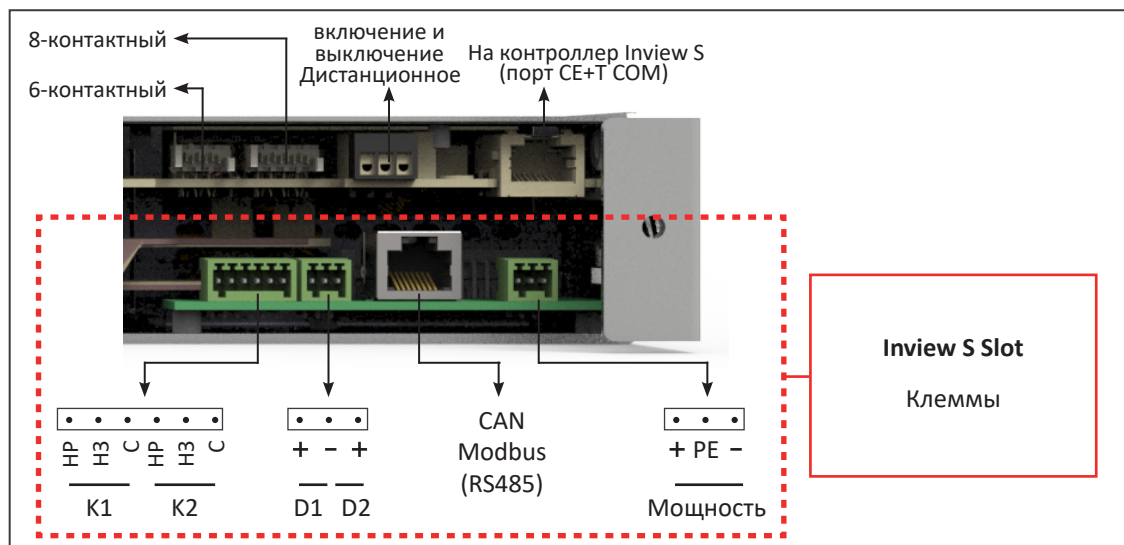 8-контактный
6-контактный
включение и
выключение
Дистанционное
На контроллер Inview S
(порт CE+T COM)
НР НЗ С НР НЗ С
K1 K2
+ − +
D1 D2
CAN
Modbus
(RS485)
+ PE −
Мощность
Inview S Slot
Клеммы